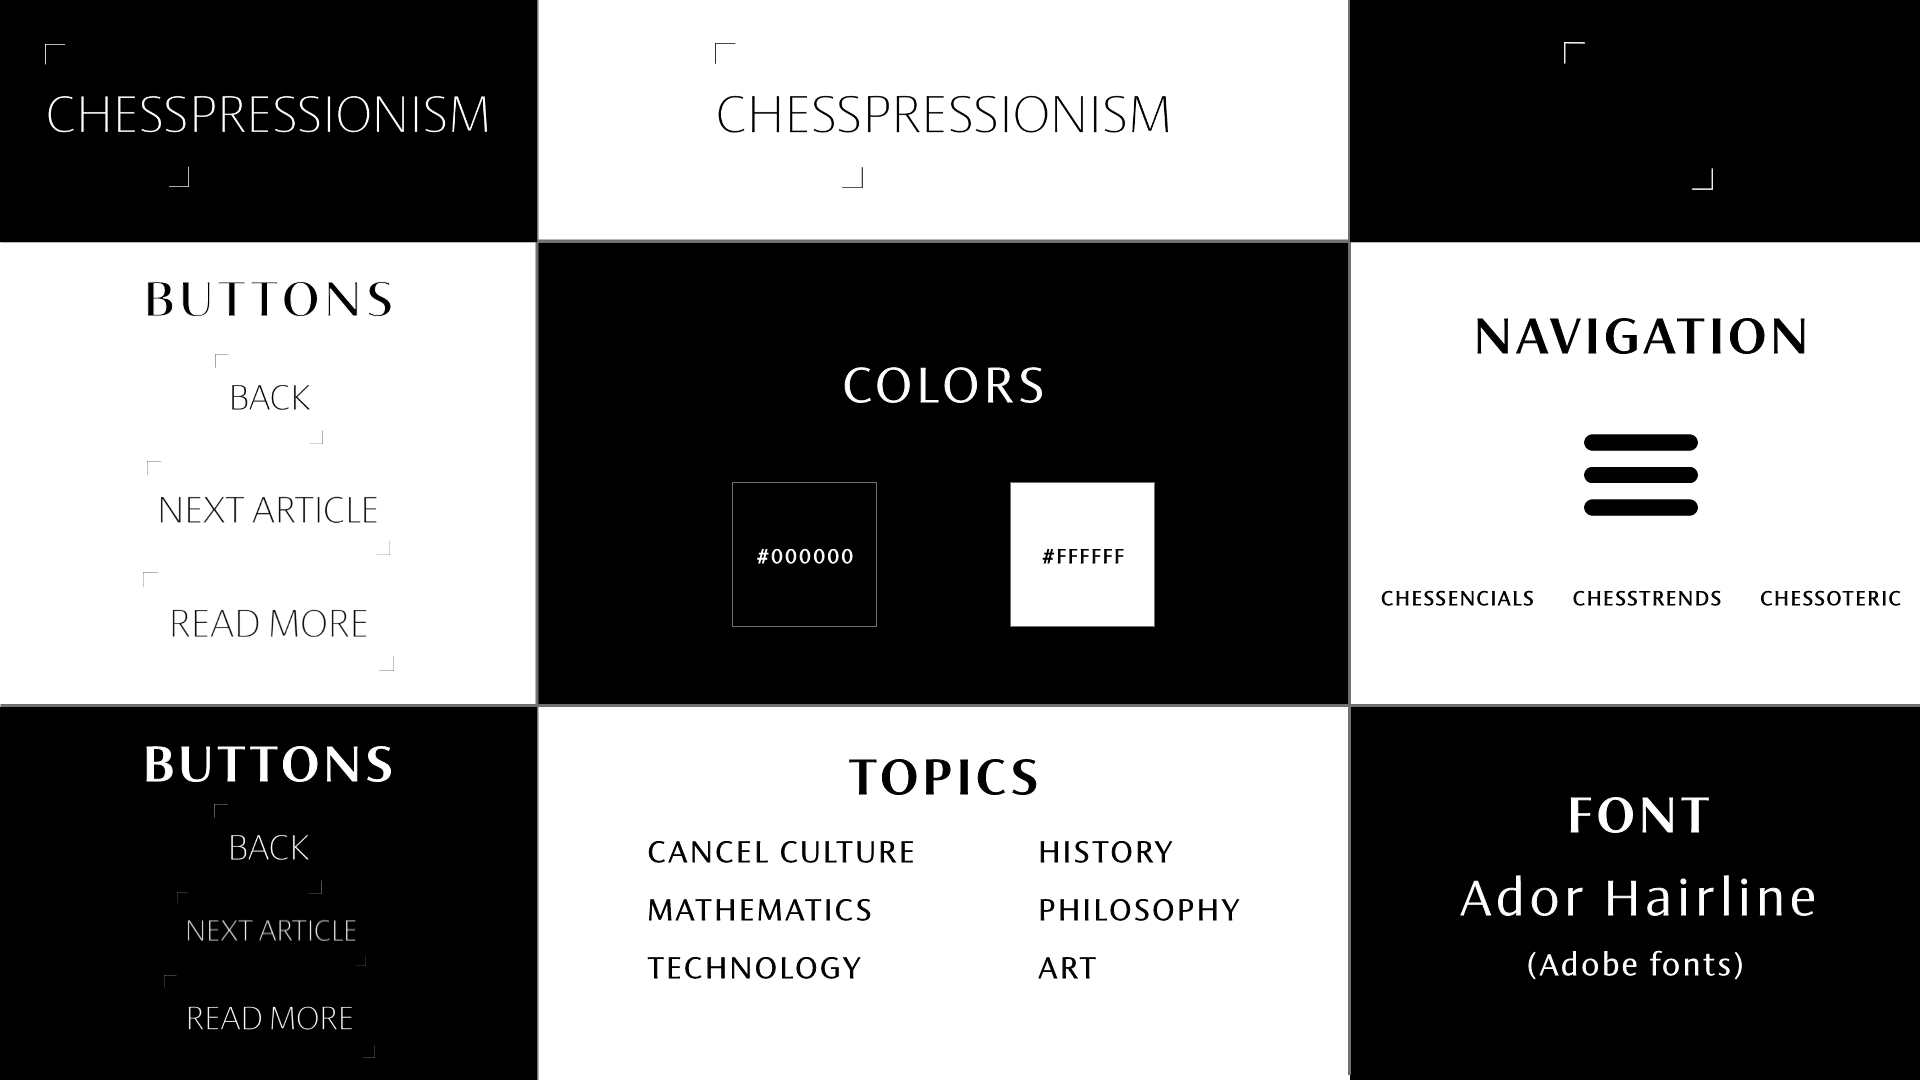 CHESSPRESSIONISM
CHESSPRESSIONISM
BUTTONS
BACK
NEXT ARTICLE
READ MORE
COLORS
#000000
#FFFFFF
NAVIGATION
CHESSENCIALS CHESSTRENDS CHESSOTERIC
BUTTONS
BACK
NEXT ARTICLE
READ MORE
TOPICS
CANCEL CULTURE HISTORY
MATHEMATICS PHILOSOPHY
TECHNOLOGY ART
FONT
Ador Hairline
(Adobe fonts)